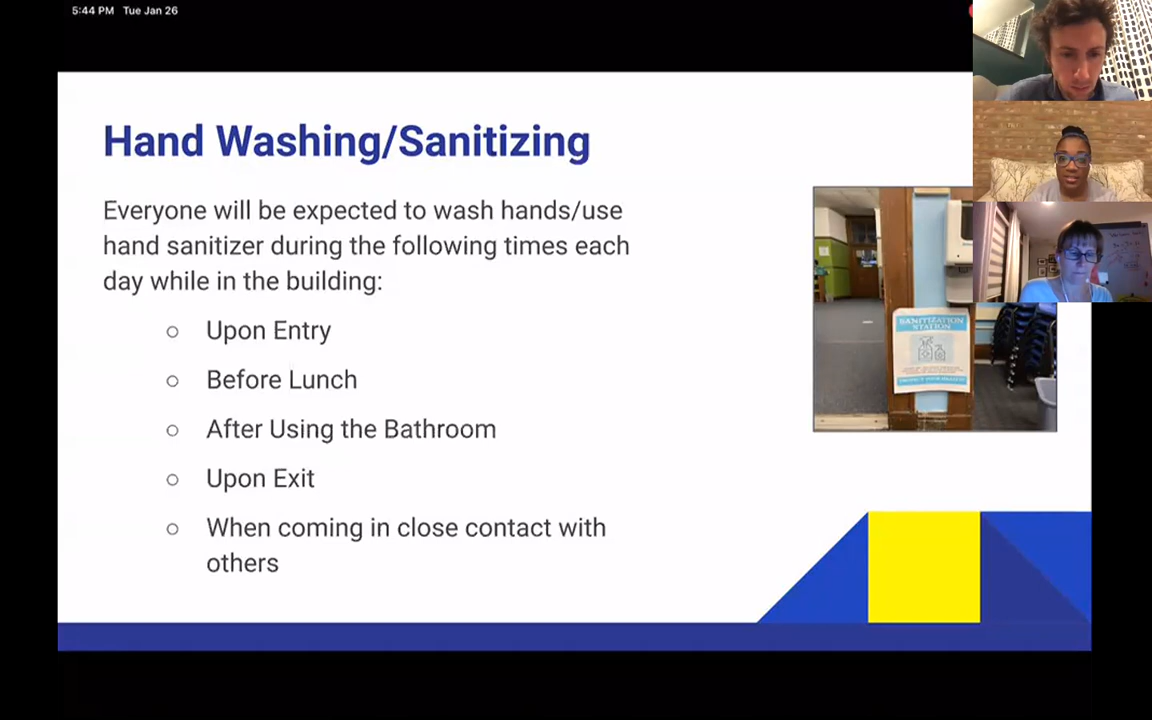 5:44 PM Tue Jan 26
Hand Washing/Sanitizing
Everyone will be expected to wash hands/use
hand sanitizer during the following times each
day while in the building:
Upon Entry
Before Lunch
After Using the Bathroom
Upon Exit
When coming in close contact with
others
SANITIZATION
STATION